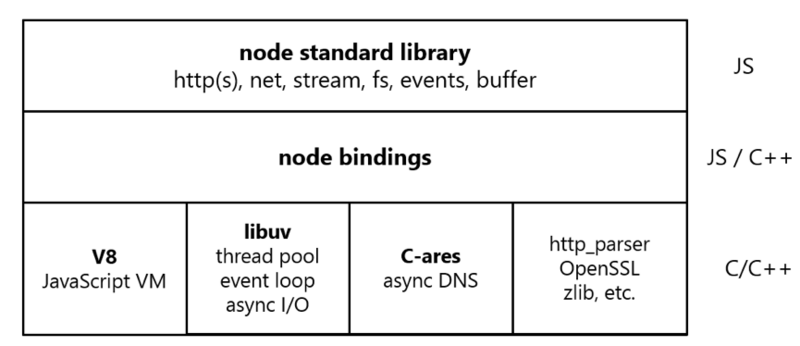 node standard library
http(s), net, stream, fs, events, buffer
JS
node bindings
JS / C++
V8
JavaScript VM
libuv
thread pool
event loop
async I/O
C-ares
async DNS
http_parser
OpenSSL
zlib, etc.
C/C++